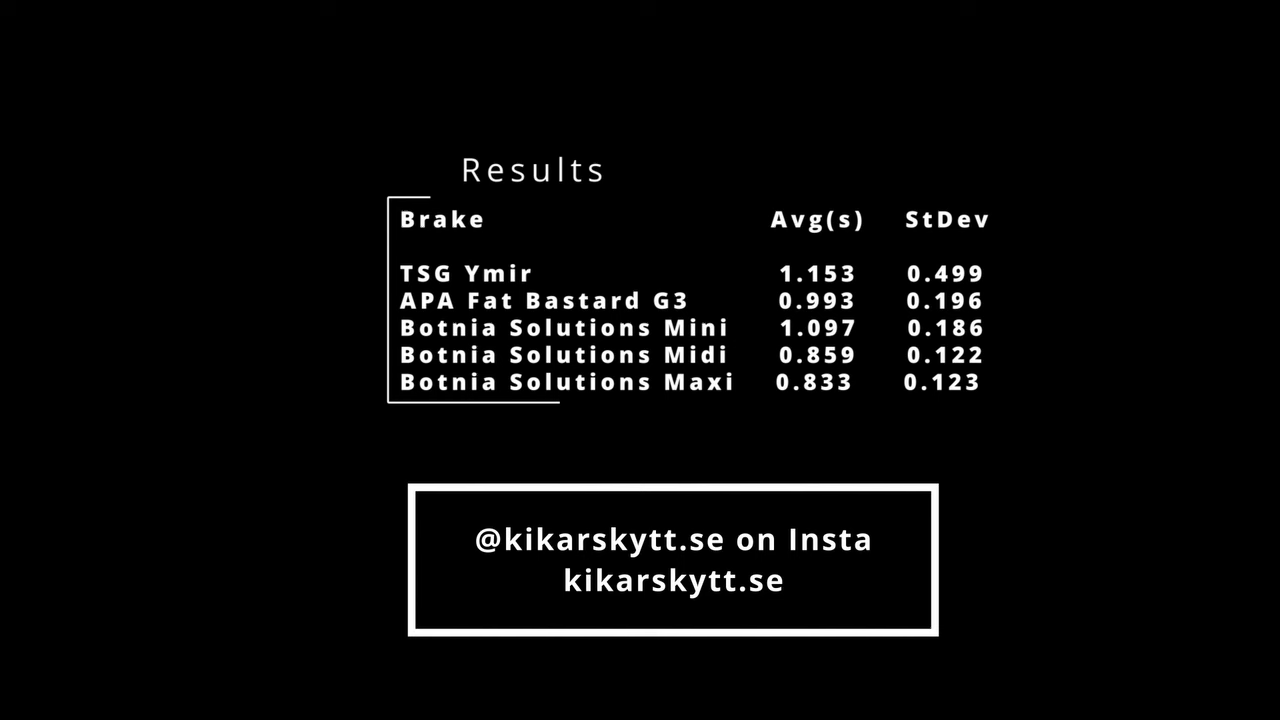 Results
Brake Avg(s) StDev
TSG Ymir 1.153 0.499
APA Fat Bastard G3 0.993 0.196
Botnia Solutions Mini 1.097 0.186
Botnia Solutions Midi 0.859 0.122
Botnia Solutions Maxi 0.833 0.123
@kikarskytt.se on Insta
kikarskytt.se